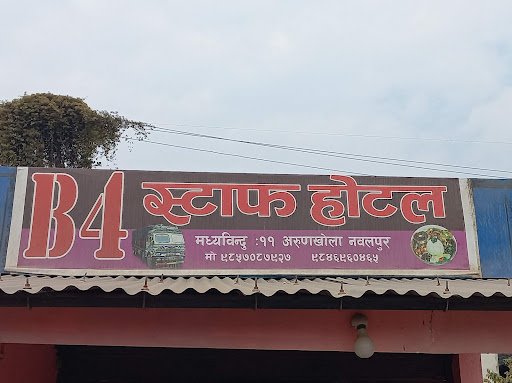 B4 स्टाफ होटल
मध्यविन्दु :११ अरुणखोला नवलपुर
मो ९८५७०८७९२७ ९८४६९६०४६५